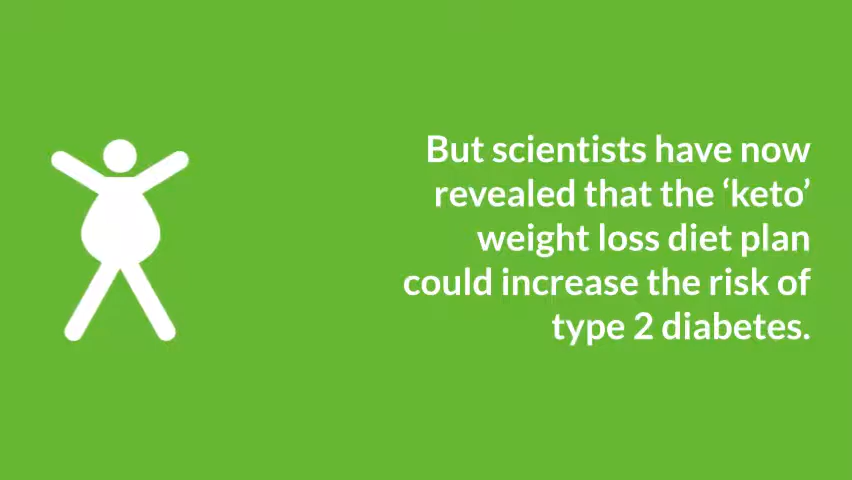 But scientists have now
revealed that the ‘keto’
weight loss diet plan
could increase the risk of
type 2 diabetes.